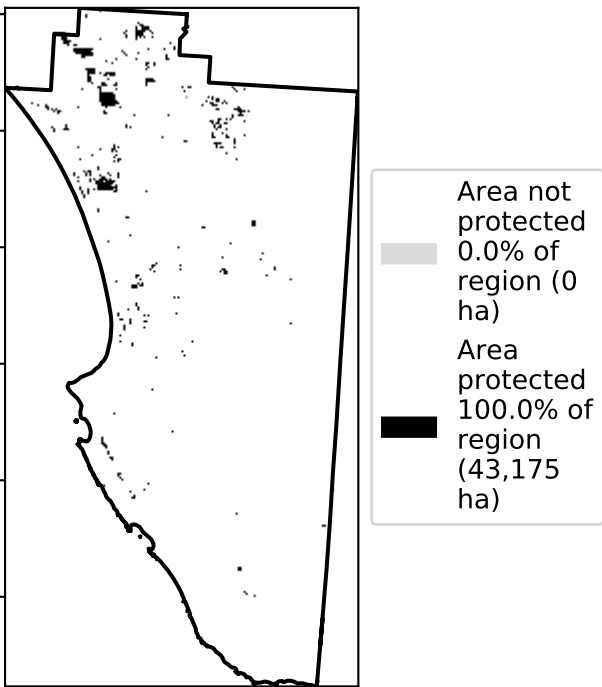 Area not
protected
0.0% of
region (0
ha)
Area
protected
100.0% of
region
(43,175
ha)